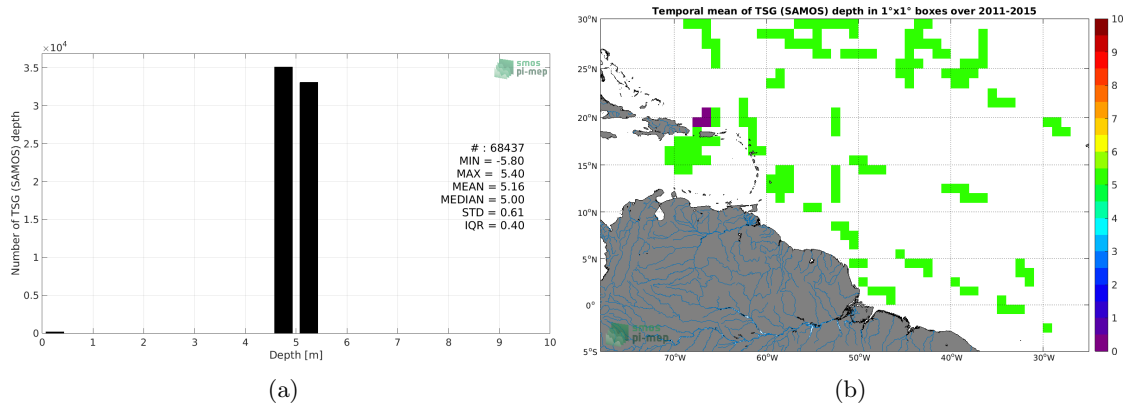 ×10⁴
3.5
3
2.5
2
1.5
1
0.5
0
Number of TSG (SAMOS) depth
smos
pi-mep
# : 68437
MIN = -5.80
MAX = 5.40
MEAN = 5.16
MEDIAN = 5.00
STD = 0.61
IQR = 0.40
0 1 2 3 4 5 6 7 8 9 10
Depth [m]
(a)
Temporal mean of TSG (SAMOS) depth in 1°x1° boxes over 2011-2015
30°N
25°N
20°N
15°N
10°N
5°N
0°
5°S
70°W 60°W 50°W 40°W 30°W
smos
pi-mep
10
9
8
7
6
5
4
3
2
1
0
(b)